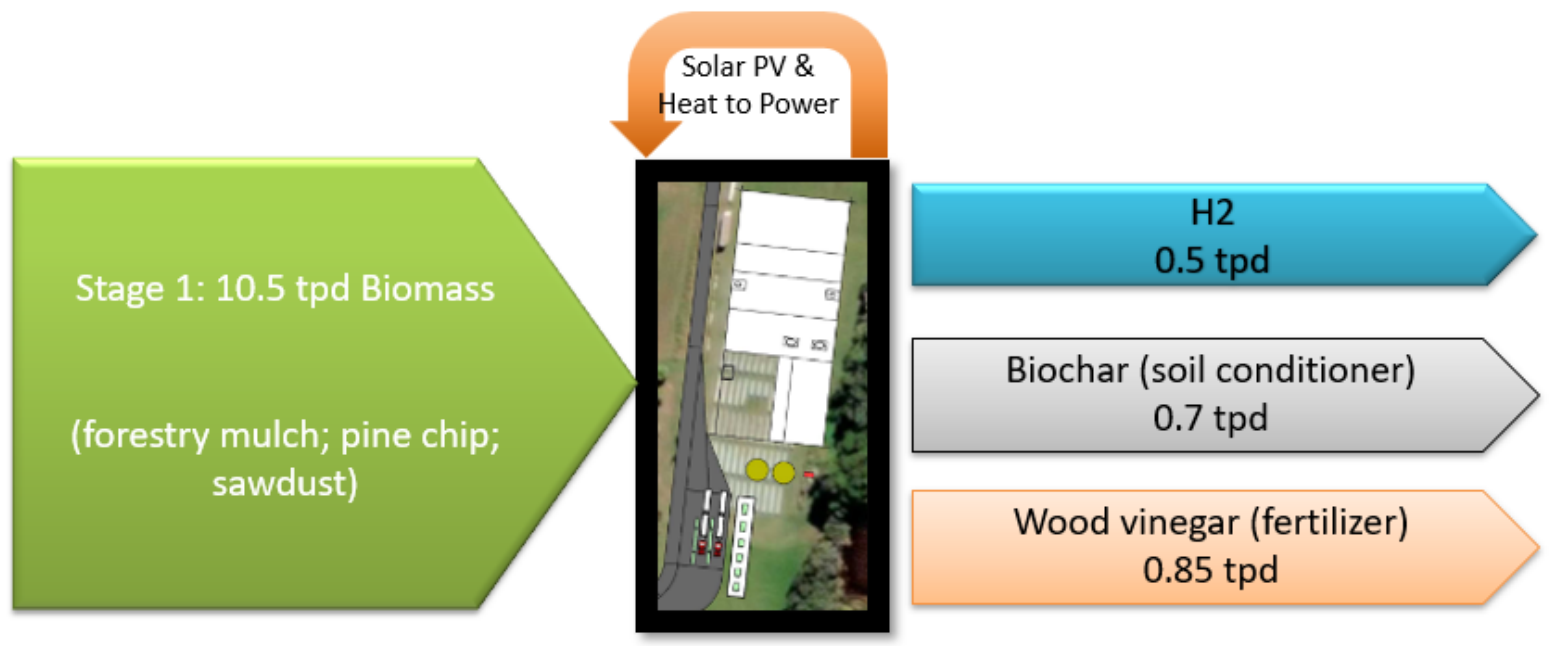 Solar PV &
Heat to Power
Stage 1: 10.5 tpd Biomass
(forestry mulch; pine chip;
sawdust)
H2
0.5 tpd
Biochar (soil conditioner)
0.7 tpd
Wood vinegar (fertilizer)
0.85 tpd